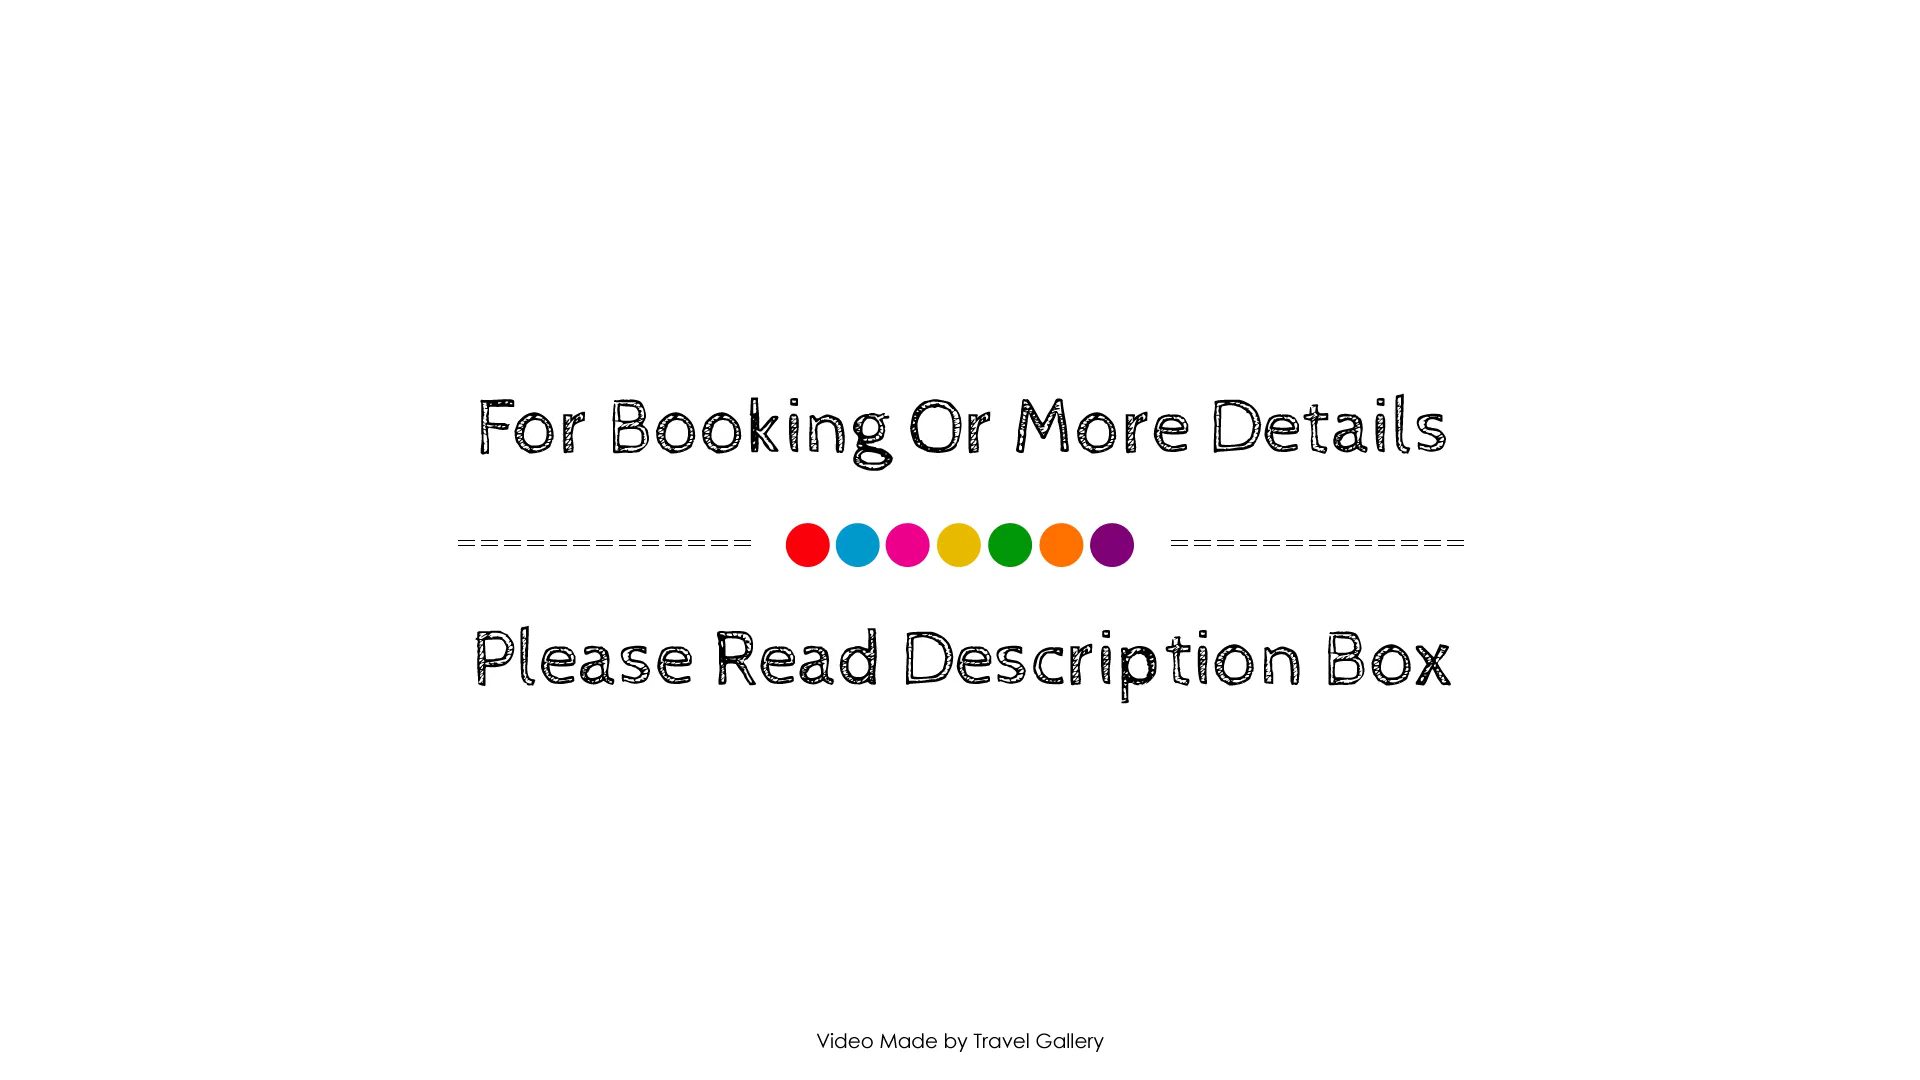 For Booking Or More Details
============= =============
Please Read Description Box
Video Made by Travel Gallery